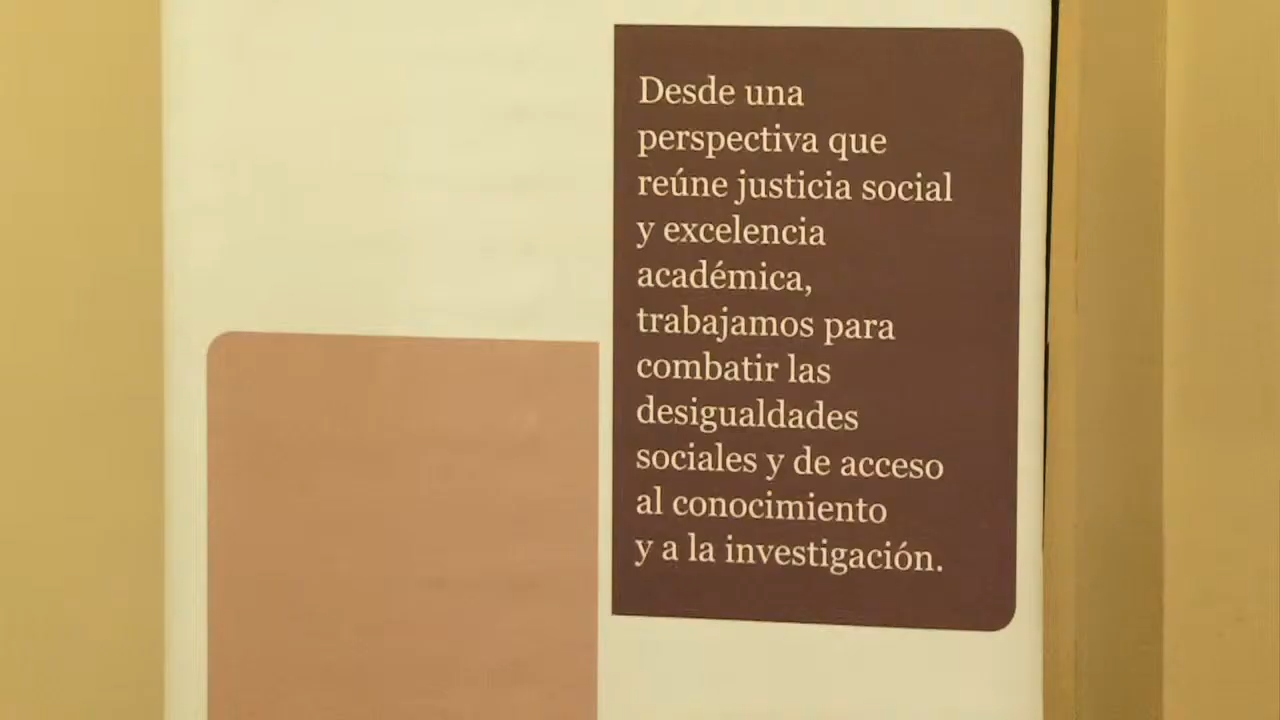 Desde una
perspectiva que
reúne justicia social
y excelencia
académica,
trabajamos para
combatir las
desigualdades
sociales y de acceso
al conocimiento
y a la investigación.